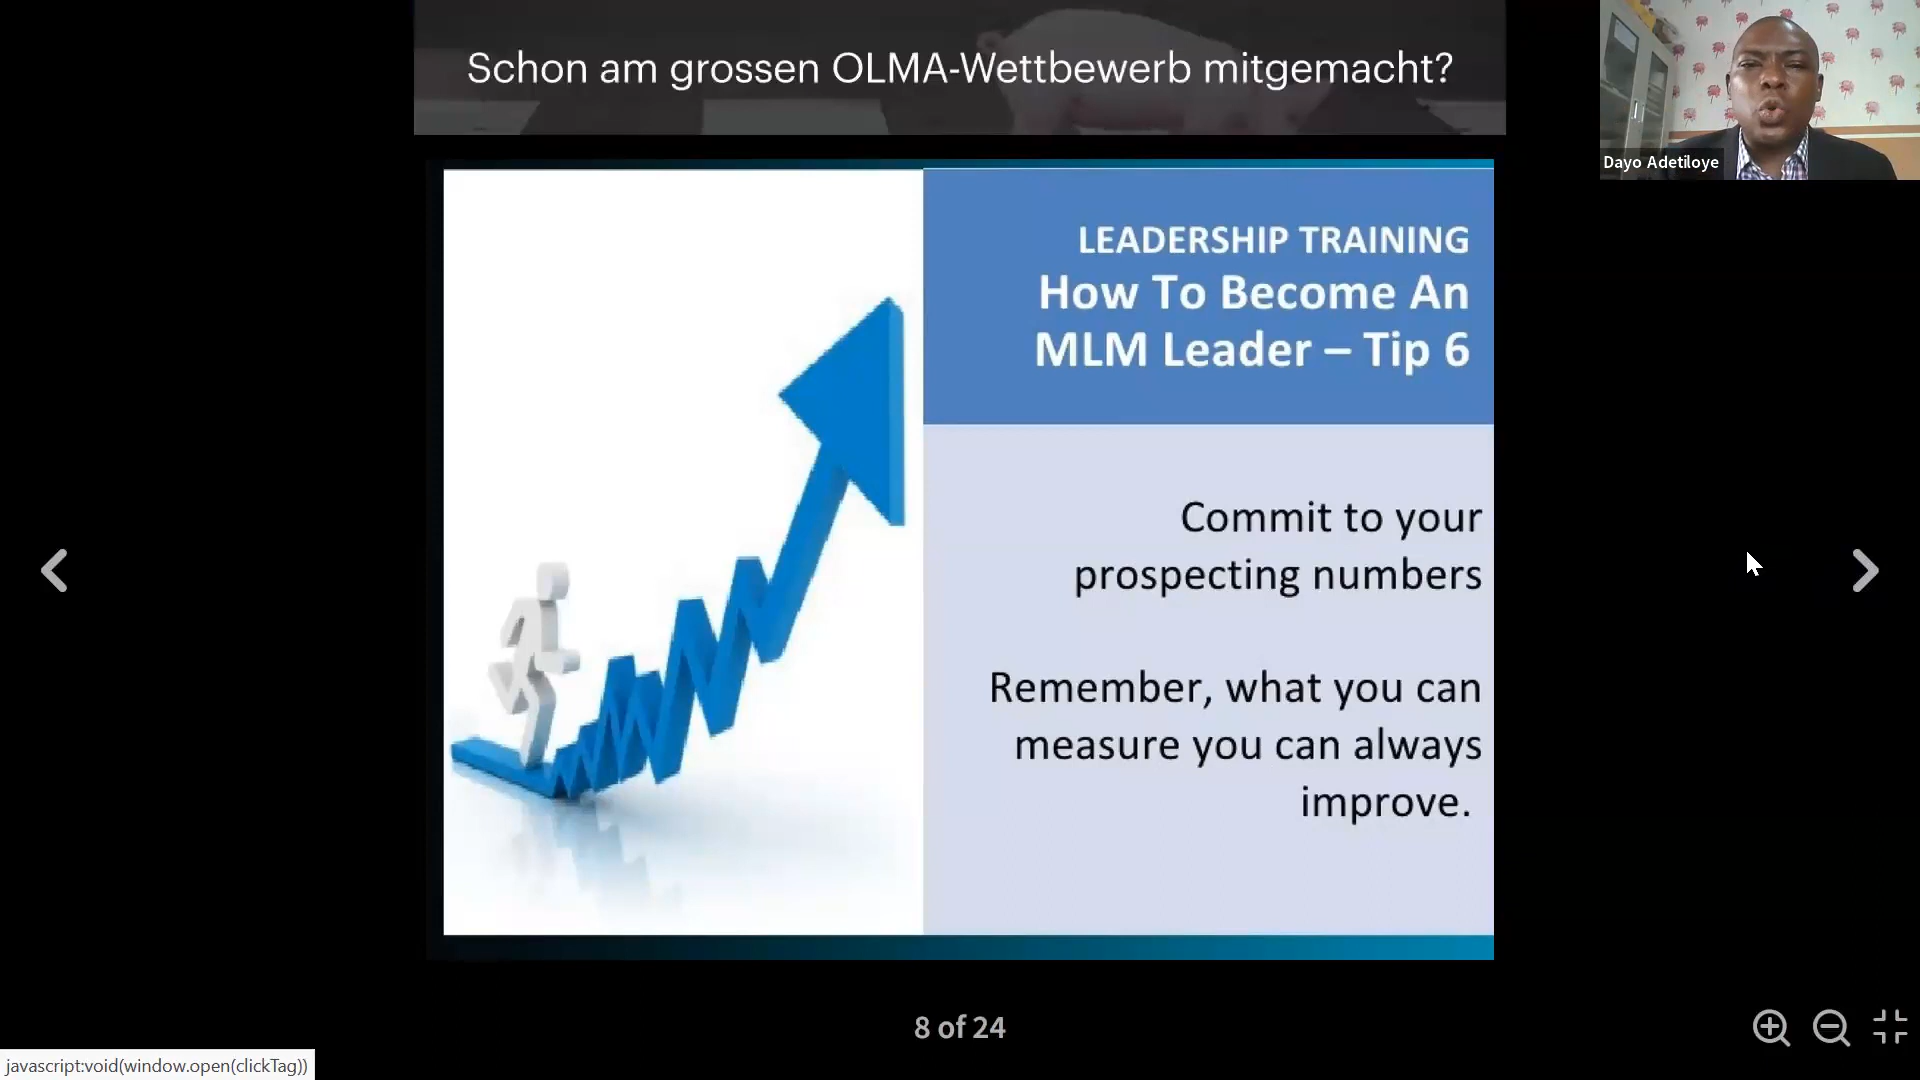 Schon am grossen OLMA-Wettbewerb mitgemacht?
Dayo Adetiloye
LEADERSHIP TRAINING
How To Become An
MLM Leader – Tip 6
Commit to your
prospecting numbers
Remember, what you can
measure you can always
improve.
8 of 24
javascript:void(window.open(clickTag))